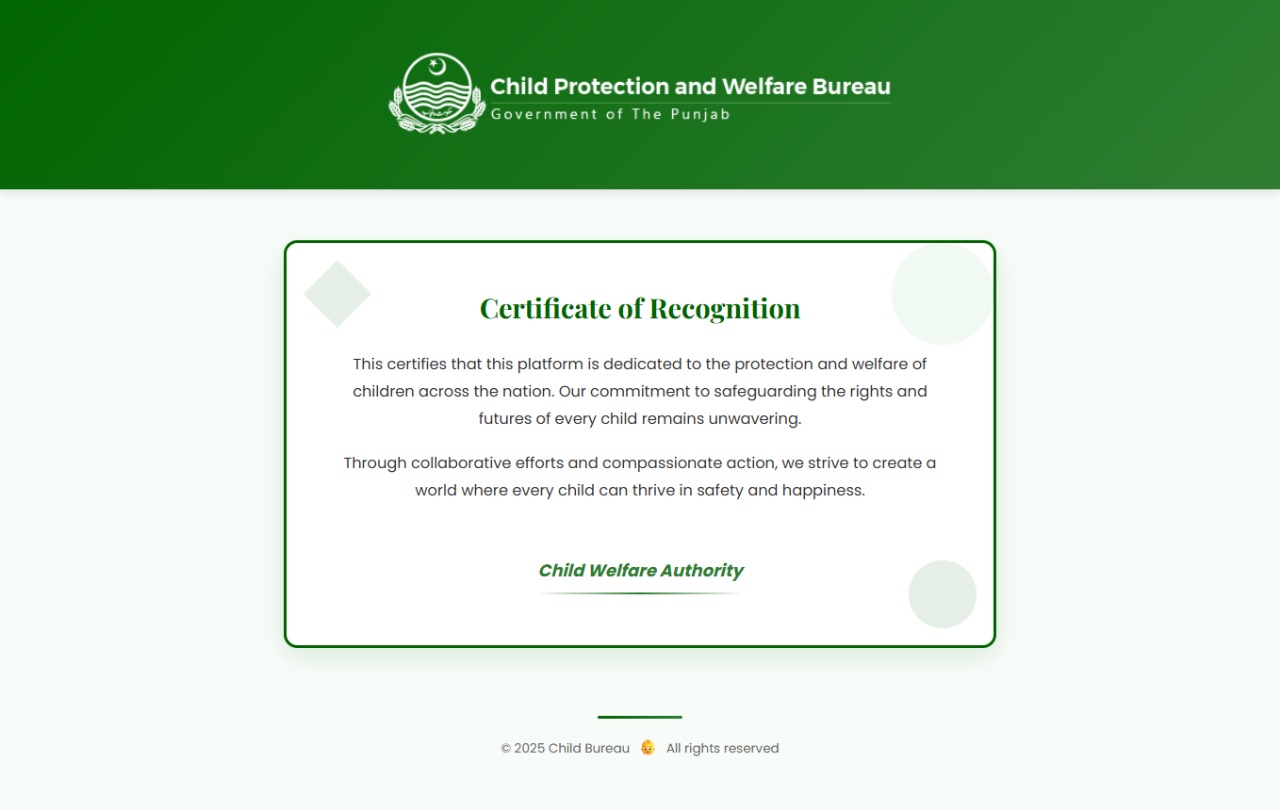 Child Protection and Welfare Bureau
Government of The Punjab
Certificate of Recognition
This certifies that this platform is dedicated to the protection and welfare of
children across the nation. Our commitment to safeguarding the rights and
futures of every child remains unwavering.
Through collaborative efforts and compassionate action, we strive to create a
world where every child can thrive in safety and happiness.
Child Welfare Authority
© 2025 Child Bureau 👶 All rights reserved